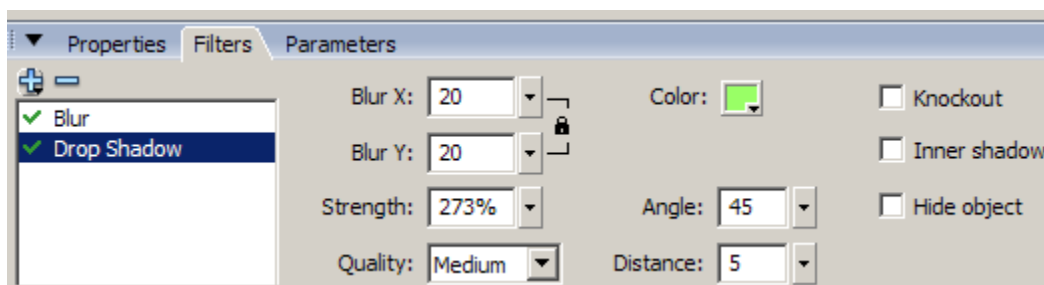 Properties Filters Parameters
Blur
Drop Shadow
Blur X: 20 Color: Knockout
Blur Y: 20 Inner shadow
Strength: 273% Angle: 45 Hide object
Quality: Medium Distance: 5